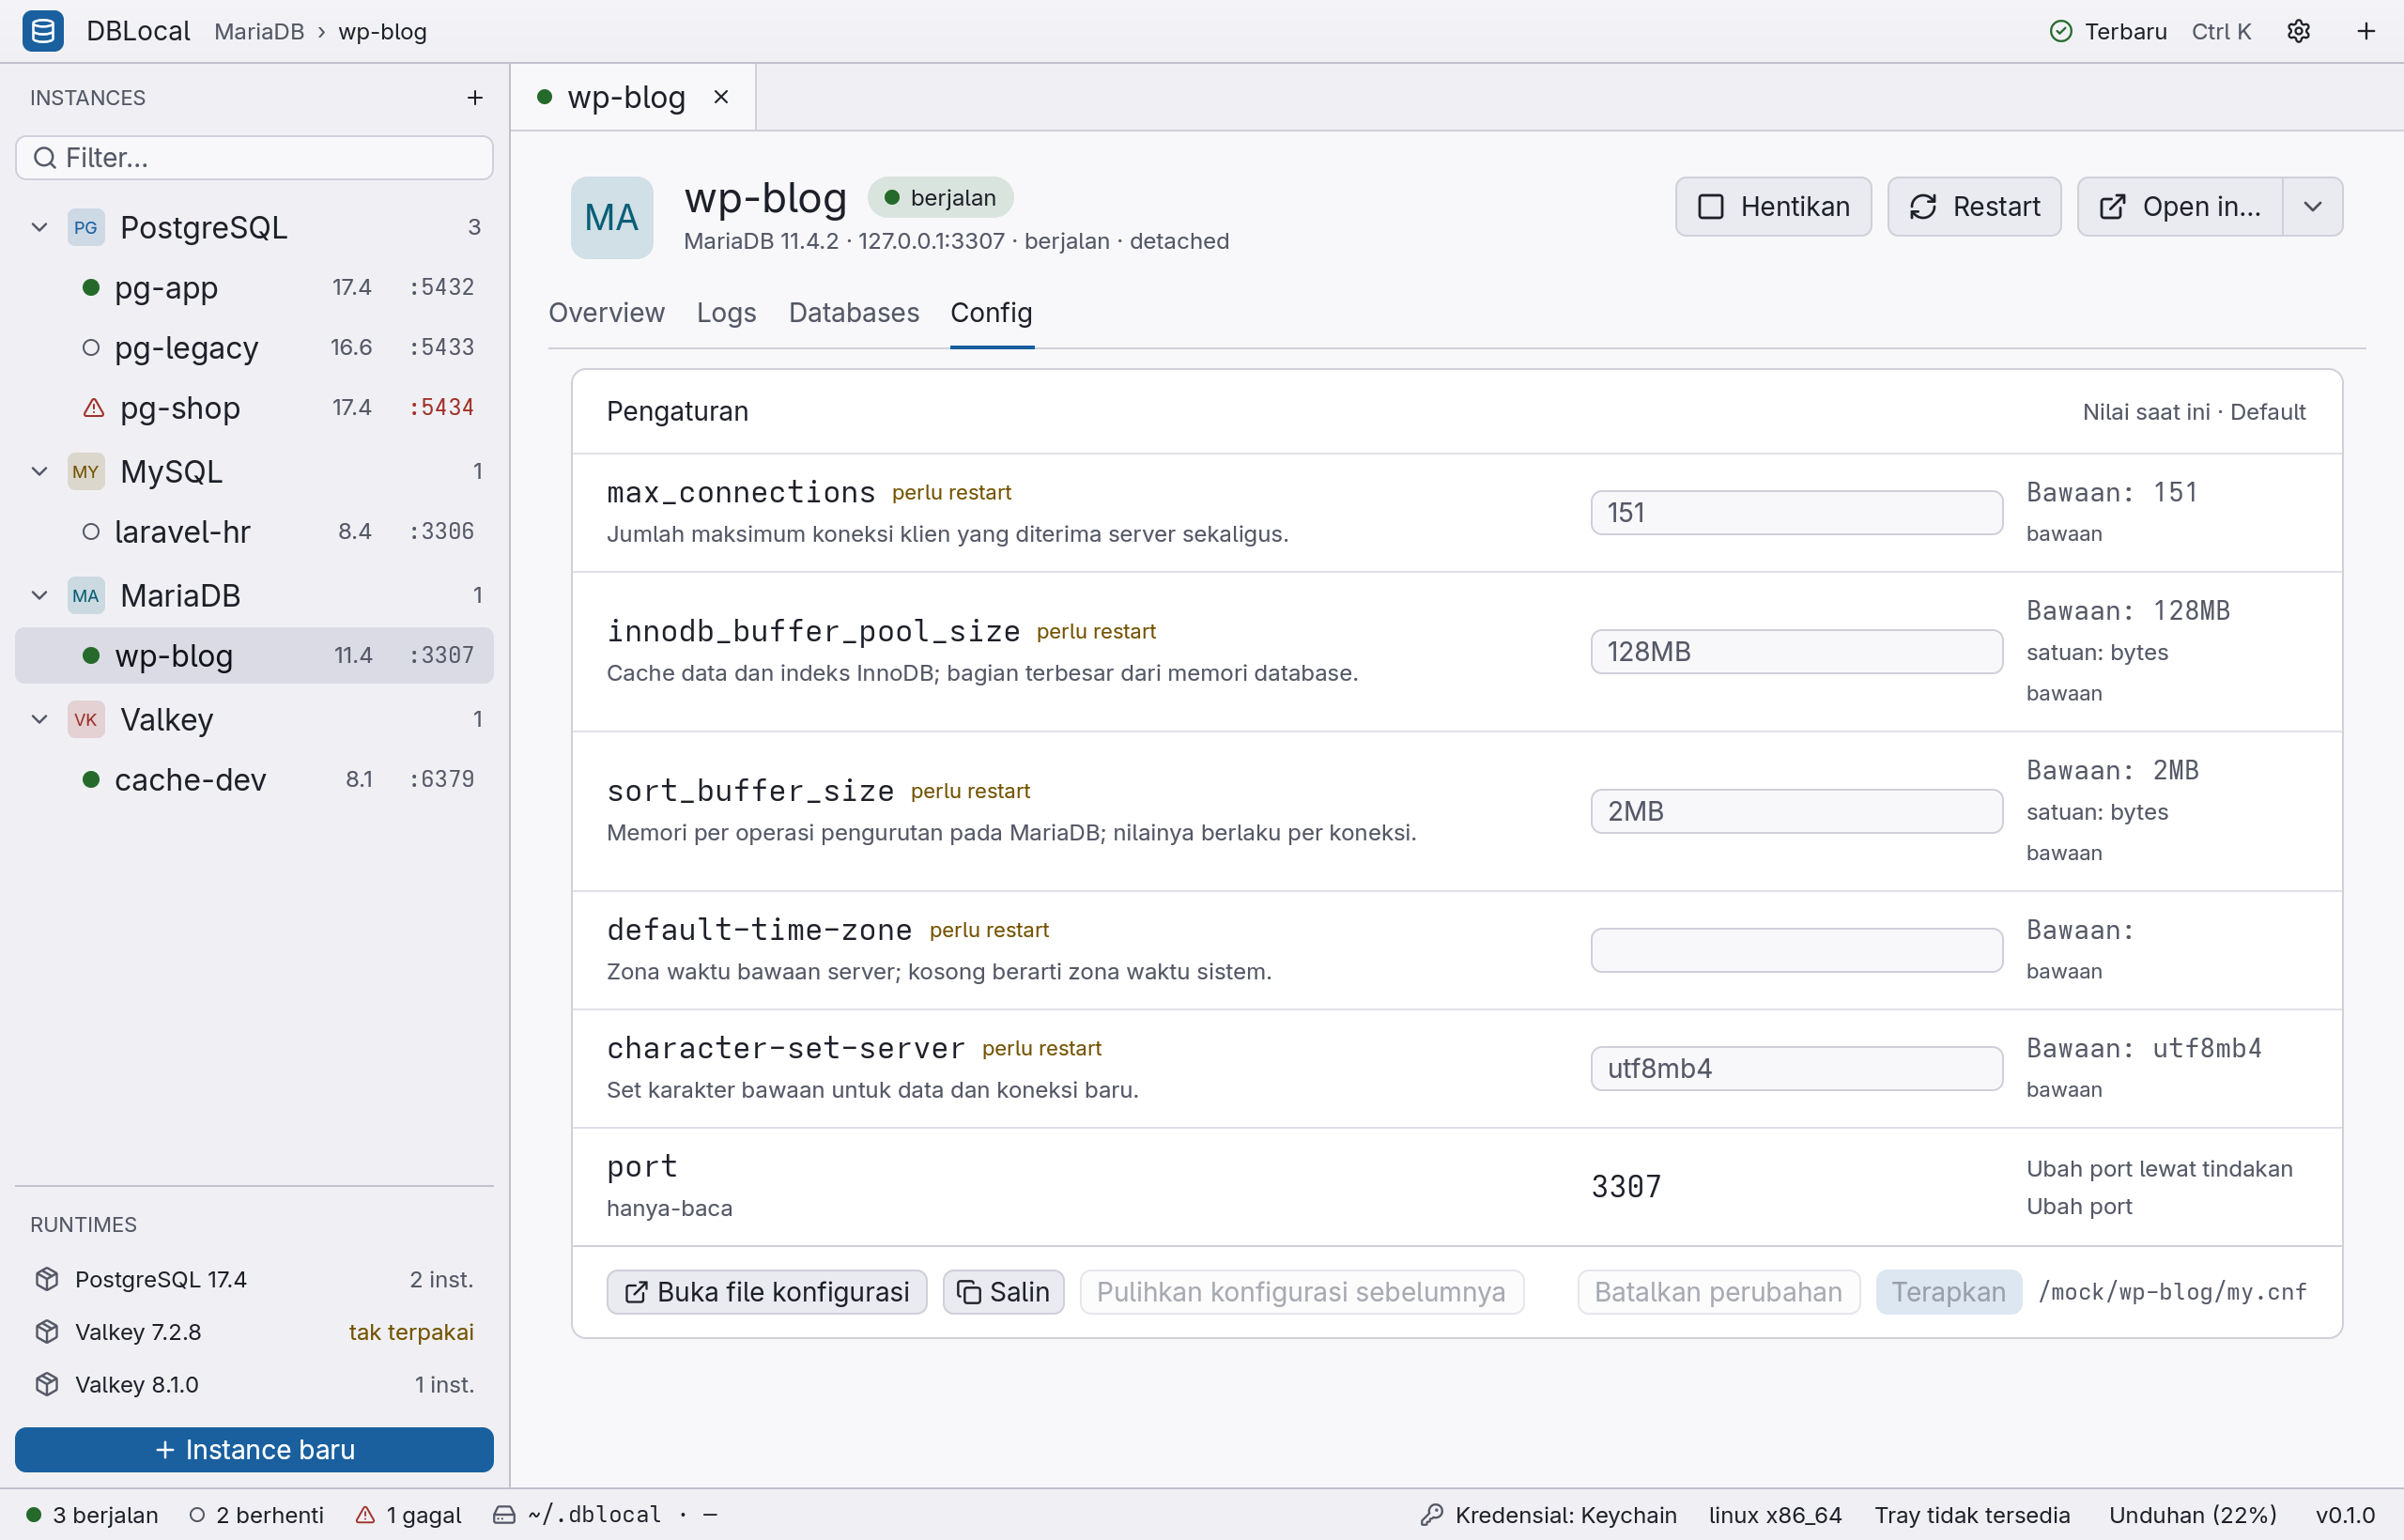 DBLocal MariaDB › wp-blog
Terbaru Ctrl K
INSTANCES
Filter...
PG PostgreSQL 3
pg-app 17.4 :5432
pg-legacy 16.6 :5433
pg-shop 17.4 :5434
MY MySQL 1
laravel-hr 8.4 :3306
MA MariaDB 1
wp-blog 11.4 :3307
VK Valkey 1
cache-dev 8.1 :6379
RUNTIMES
PostgreSQL 17.4 2 inst.
Valkey 7.2.8 tak terpakai
Valkey 8.1.0 1 inst.
+ Instance baru
wp-blog
MA
wp-blog berjalan
MariaDB 11.4.2 · 127.0.0.1:3307 · berjalan · detached
Hentikan Restart Open in...
Overview Logs Databases Config
Pengaturan Nilai saat ini · Default
max_connections perlu restart
Jumlah maksimum koneksi klien yang diterima server sekaligus.
151
Bawaan: 151
bawaan
innodb_buffer_pool_size perlu restart
Cache data dan indeks InnoDB; bagian terbesar dari memori database.
128MB
Bawaan: 128MB
satuan: bytes
bawaan
sort_buffer_size perlu restart
Memori per operasi pengurutan pada MariaDB; nilainya berlaku per koneksi.
2MB
Bawaan: 2MB
satuan: bytes
bawaan
default-time-zone perlu restart
Zona waktu bawaan server; kosong berarti zona waktu sistem.
Bawaan:
bawaan
character-set-server perlu restart
Set karakter bawaan untuk data dan koneksi baru.
utf8mb4
Bawaan: utf8mb4
bawaan
port
hanya-baca
3307
Ubah port lewat tindakan
Ubah port
Buka file konfigurasi Salin Pulihkan konfigurasi sebelumnya Batalkan perubahan Terapkan /mock/wp-blog/my.cnf
3 berjalan 2 berhenti 1 gagal ~/.dblocal · —
Kredensial: Keychain linux x86_64 Tray tidak tersedia Unduhan (22%) v0.1.0